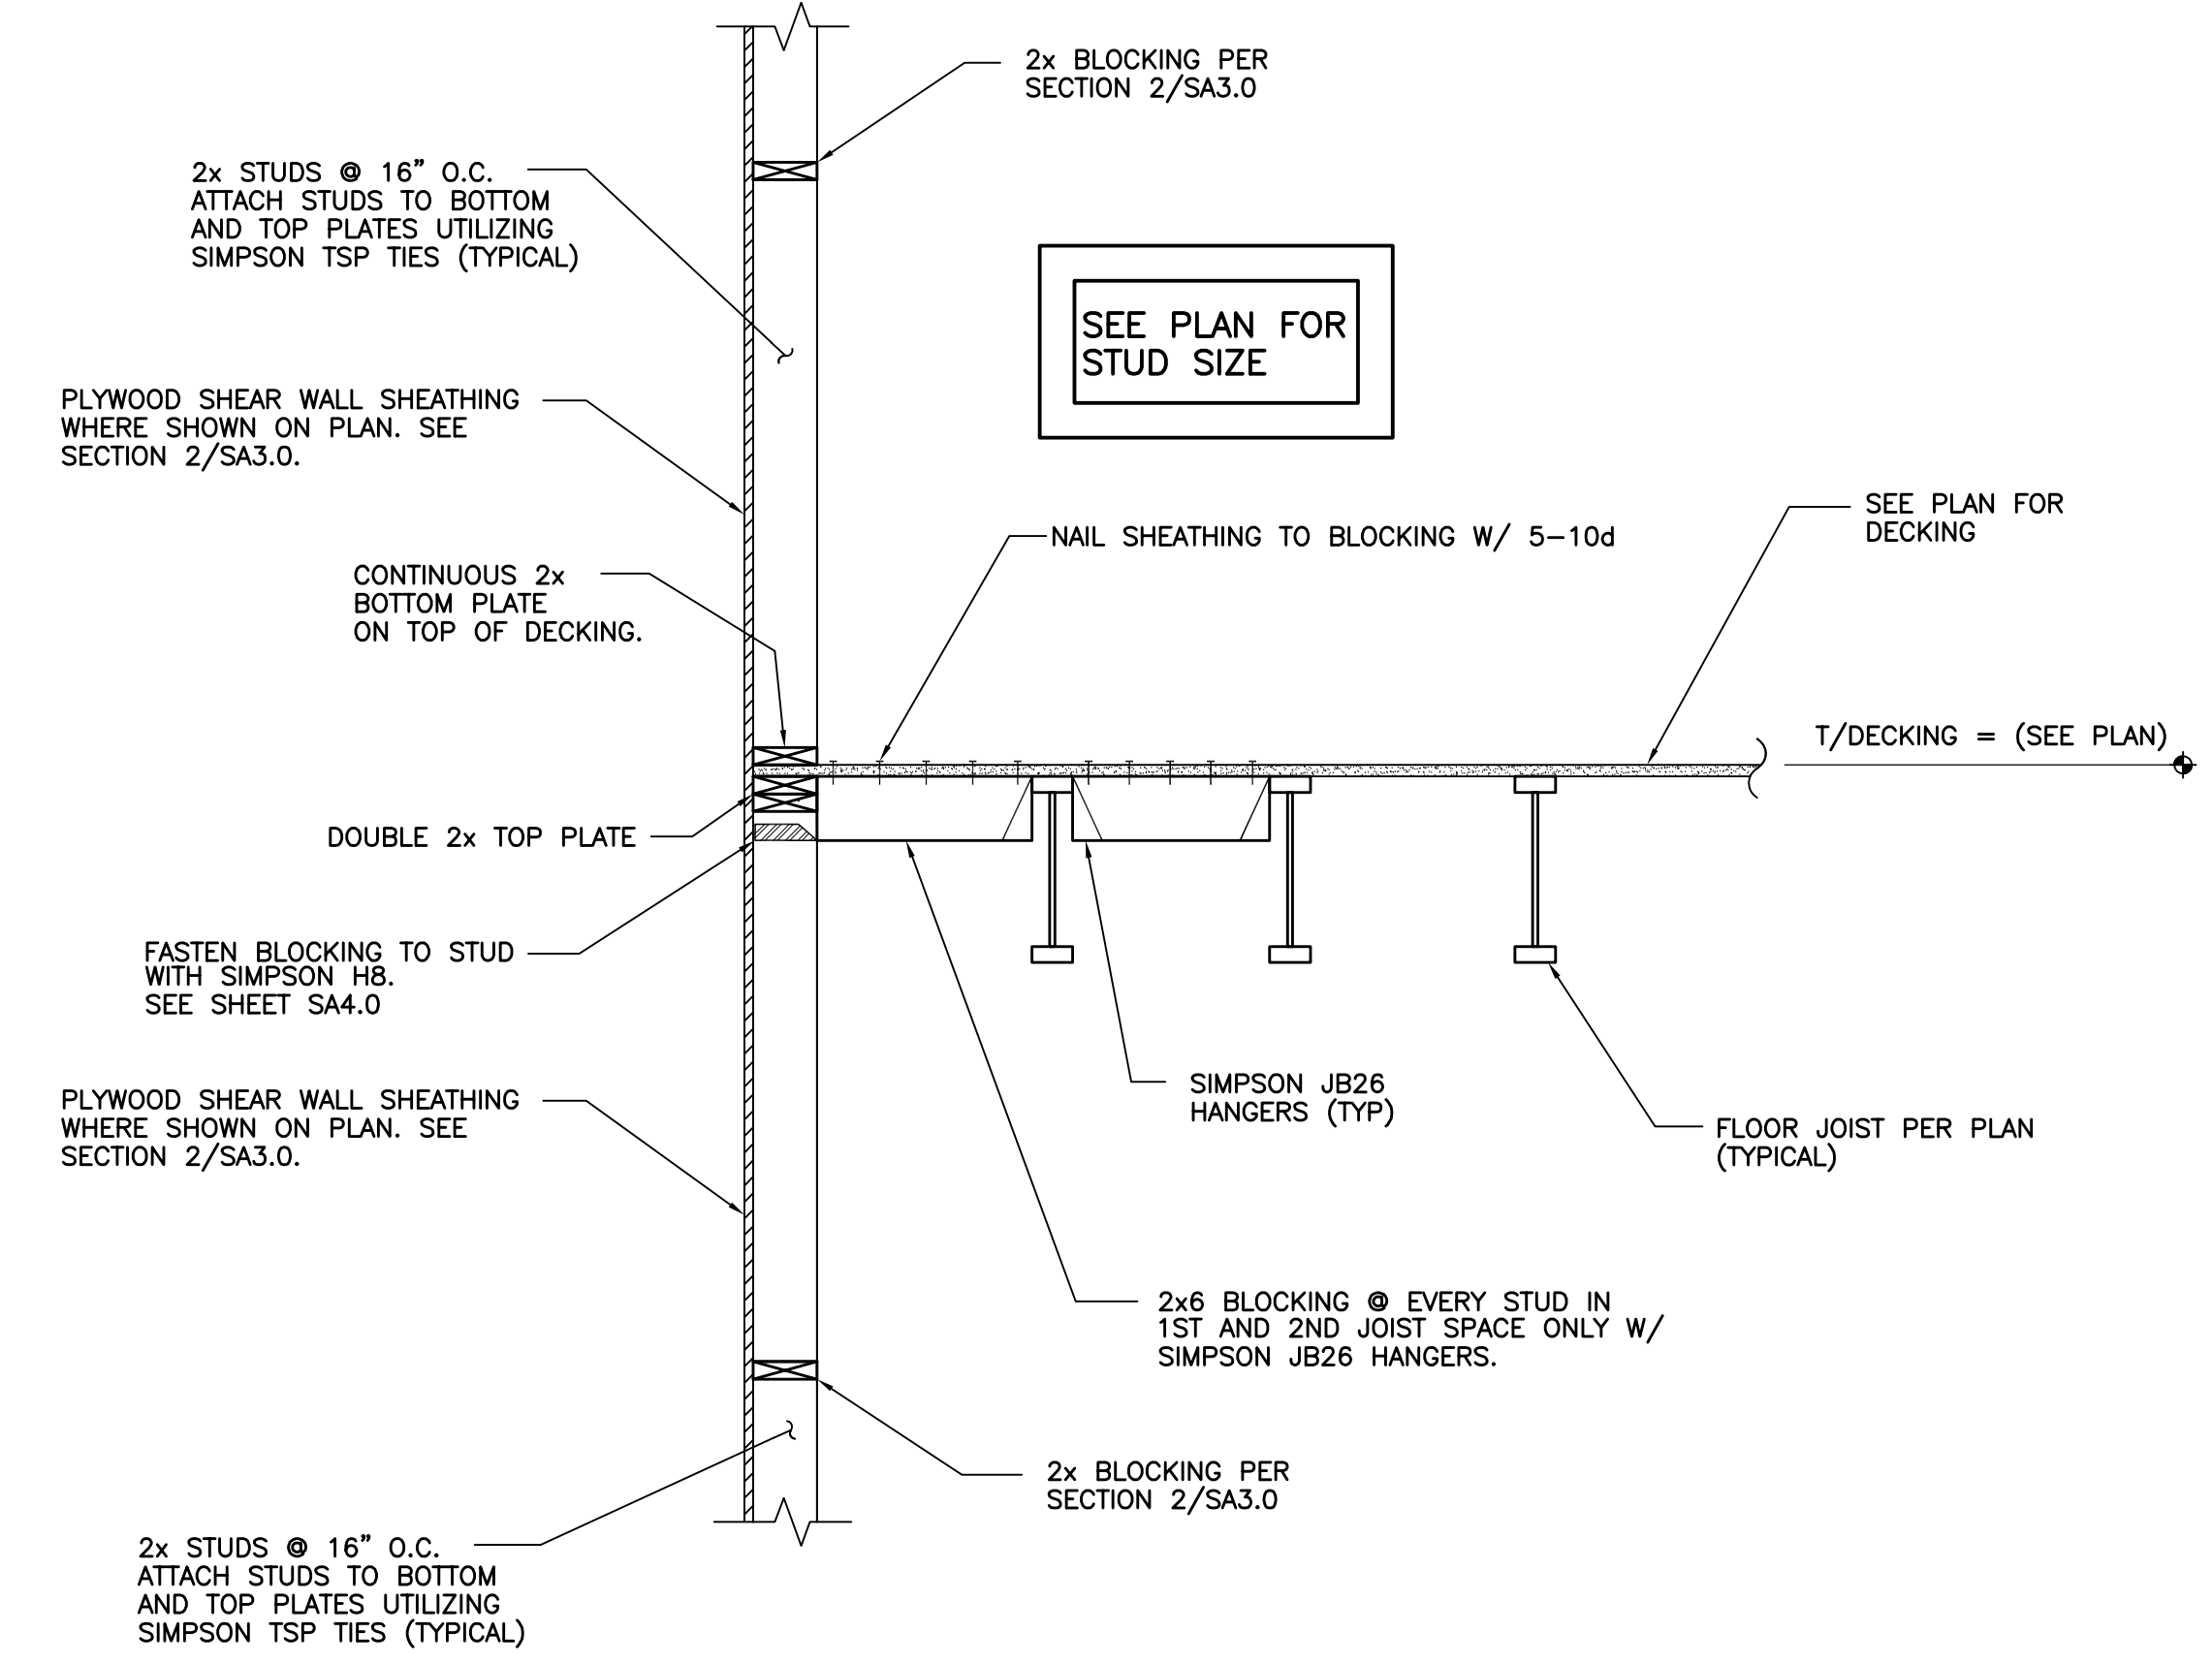 2x BLOCKING PER
SECTION 2/SA3.0
2x STUDS @ 16" O.C.
ATTACH STUDS TO BOTTOM
AND TOP PLATES UTILIZING
SIMPSON TSP TIES (TYPICAL)
SEE PLAN FOR
STUD SIZE
PLYWOOD SHEAR WALL SHEATHING
WHERE SHOWN ON PLAN. SEE
SECTION 2/SA3.0.
SEE PLAN FOR
DECKING
NAIL SHEATHING TO BLOCKING W/ 5-10d
CONTINUOUS 2x
BOTTOM PLATE
ON TOP OF DECKING.
T/DECKING = (SEE PLAN)
DOUBLE 2x TOP PLATE
FASTEN BLOCKING TO STUD
WITH SIMPSON H8.
SEE SHEET SA4.0
SIMPSON JB26
HANGERS (TYP)
PLYWOOD SHEAR WALL SHEATHING
WHERE SHOWN ON PLAN. SEE
SECTION 2/SA3.0.
FLOOR JOIST PER PLAN
(TYPICAL)
2x6 BLOCKING @ EVERY STUD IN
1ST AND 2ND JOIST SPACE ONLY W/
SIMPSON JB26 HANGERS.
2x BLOCKING PER
SECTION 2/SA3.0
2x STUDS @ 16" O.C.
ATTACH STUDS TO BOTTOM
AND TOP PLATES UTILIZING
SIMPSON TSP TIES (TYPICAL)